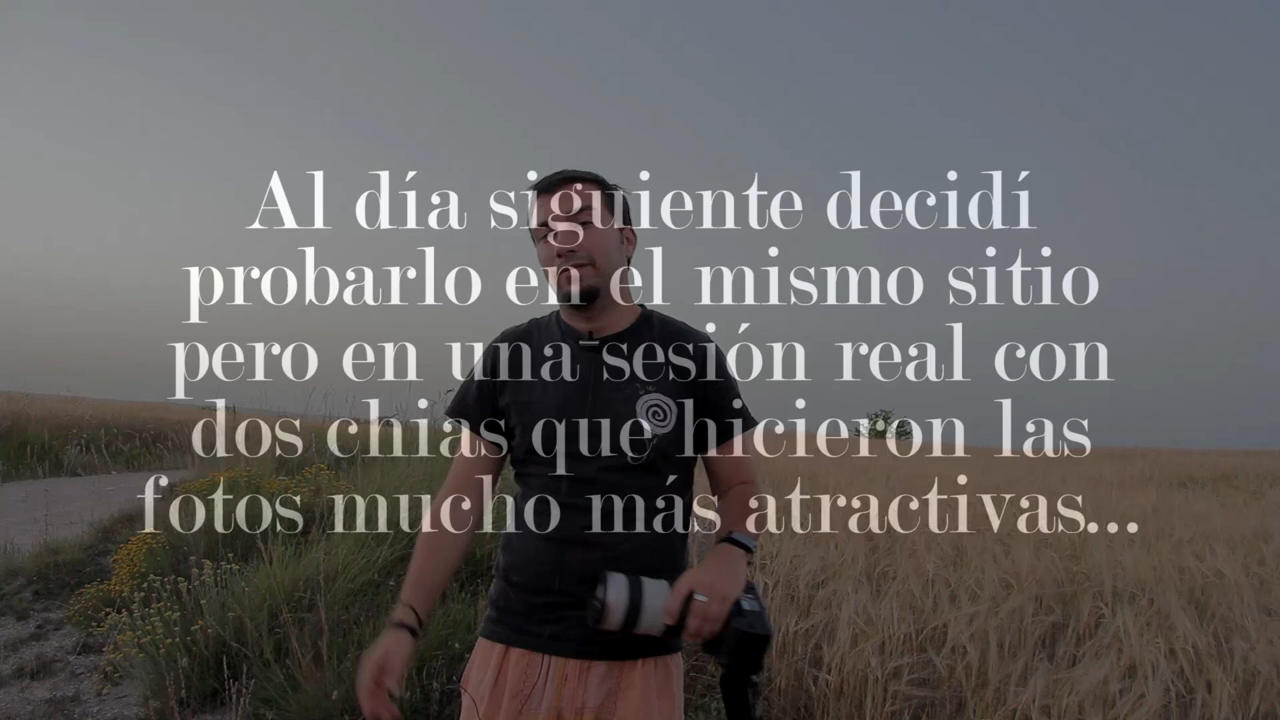 Al día siguiente decidí
probarlo en el mismo sitio
pero en una sesión real con
dos chias que hicieron las
fotos mucho más atractivas...